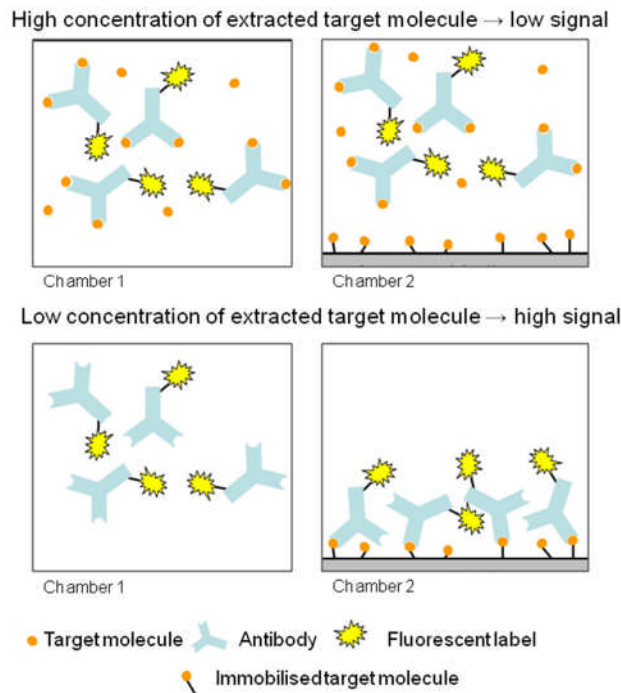 High concentration of extracted target molecule → low signal
Chamber 1
Chamber 2
Low concentration of extracted target molecule → high signal
Chamber 1
Chamber 2
Target molecule
Antibody
Fluorescent label
Immobilised target molecule